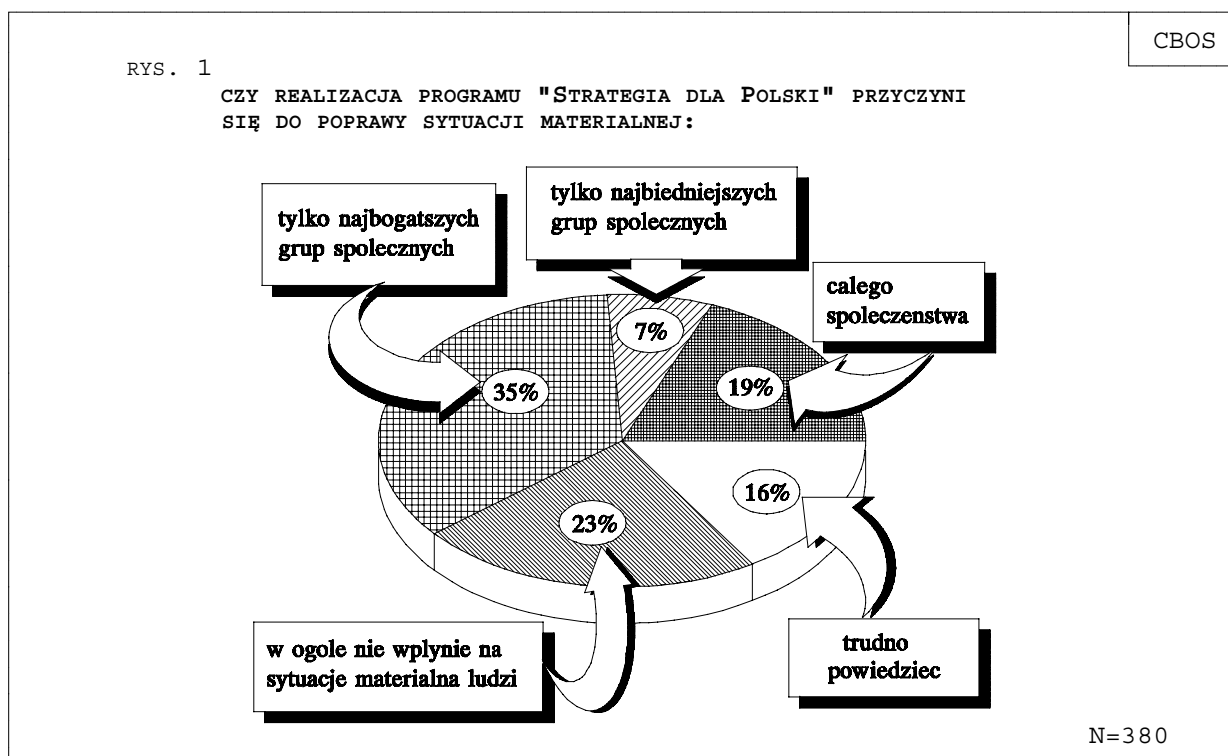 CBOS
RYS. 1
CZY REALIZACJA PROGRAMU "STRATEGIA DLA POLSKI" PRZYCZYNI
SIĘ DO POPRAWY SYTUACJI MATERIALNEJ:
tylko najbogatszych
grup spolecznych
tylko najbiedniejszych
grup spolecznych
calego
spoleczenstwa
7%
35%
19%
16%
23%
w ogole nie wplynie na
sytuacje materialna ludzi
trudno
powiedziec
N=380